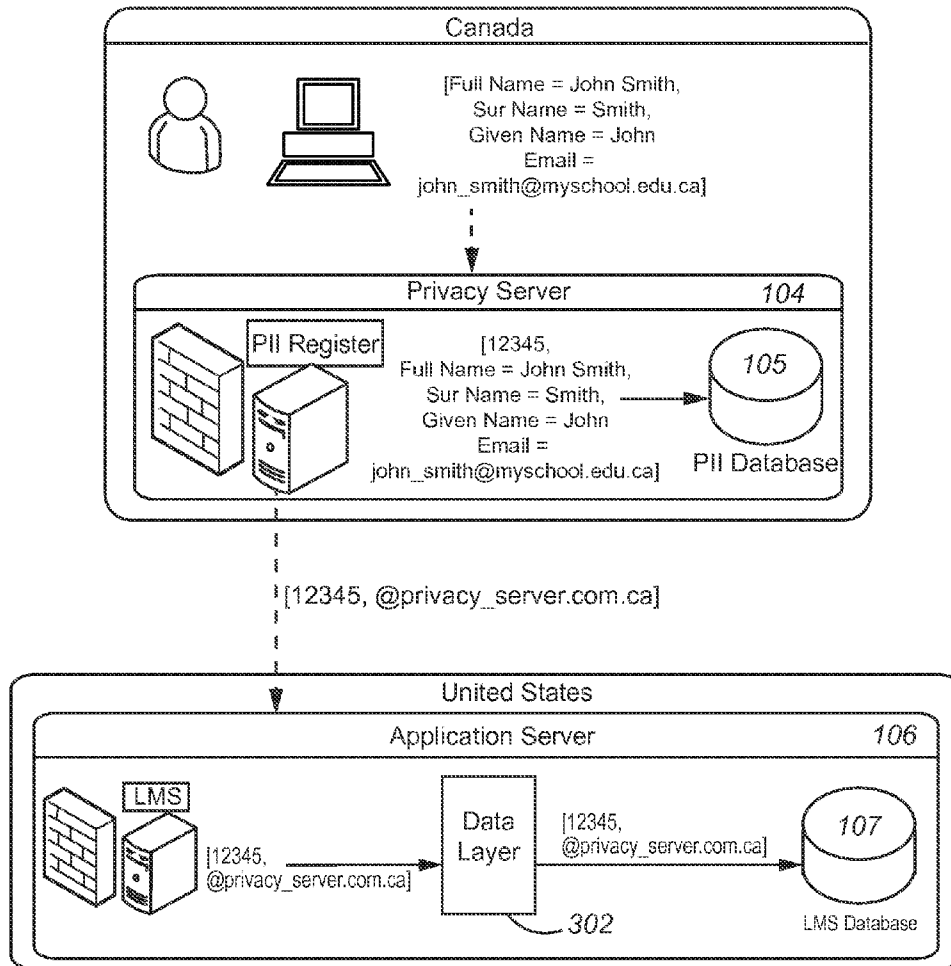 Canada
[Full Name = John Smith,
Sur Name = Smith,
Given Name = John
Email =
john_smith@myschool.edu.ca]
Privacy Server
104
PII Register
[12345,
Full Name = John Smith,
Sur Name = Smith,
Given Name = John
Email =
john_smith@myschool.edu.ca]
105
PII Database
[12345, @privacy_server.com.ca]
United States
Application Server
106
LMS
[12345,
@privacy_server.com.ca]
Data
Layer
302
[12345,
@privacy_server.com.ca]
107
LMS Database